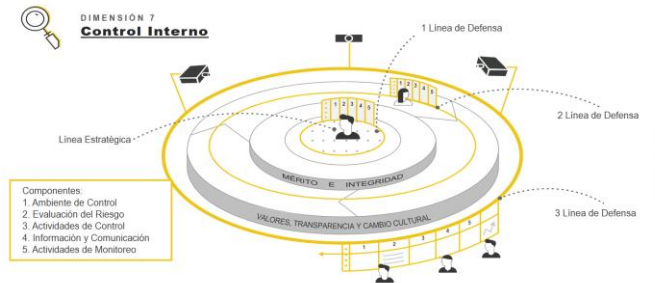 DIMENSIÓN 7
Control Interno
1 Línea de Defensa
2 Línea de Defensa
Línea Estratégica
3 Línea de Defensa
1 2 3 4 5
1 2 3 4 5
MÉRITO E INTEGRIDAD
VALORES, TRANSPARENCIA Y CAMBIO CULTURAL
1 2 3 4 5
Componentes:
1. Ambiente de Control
2. Evaluación del Riesgo
3. Actividades de Control
4. Información y Comunicación
5. Actividades de Monitoreo